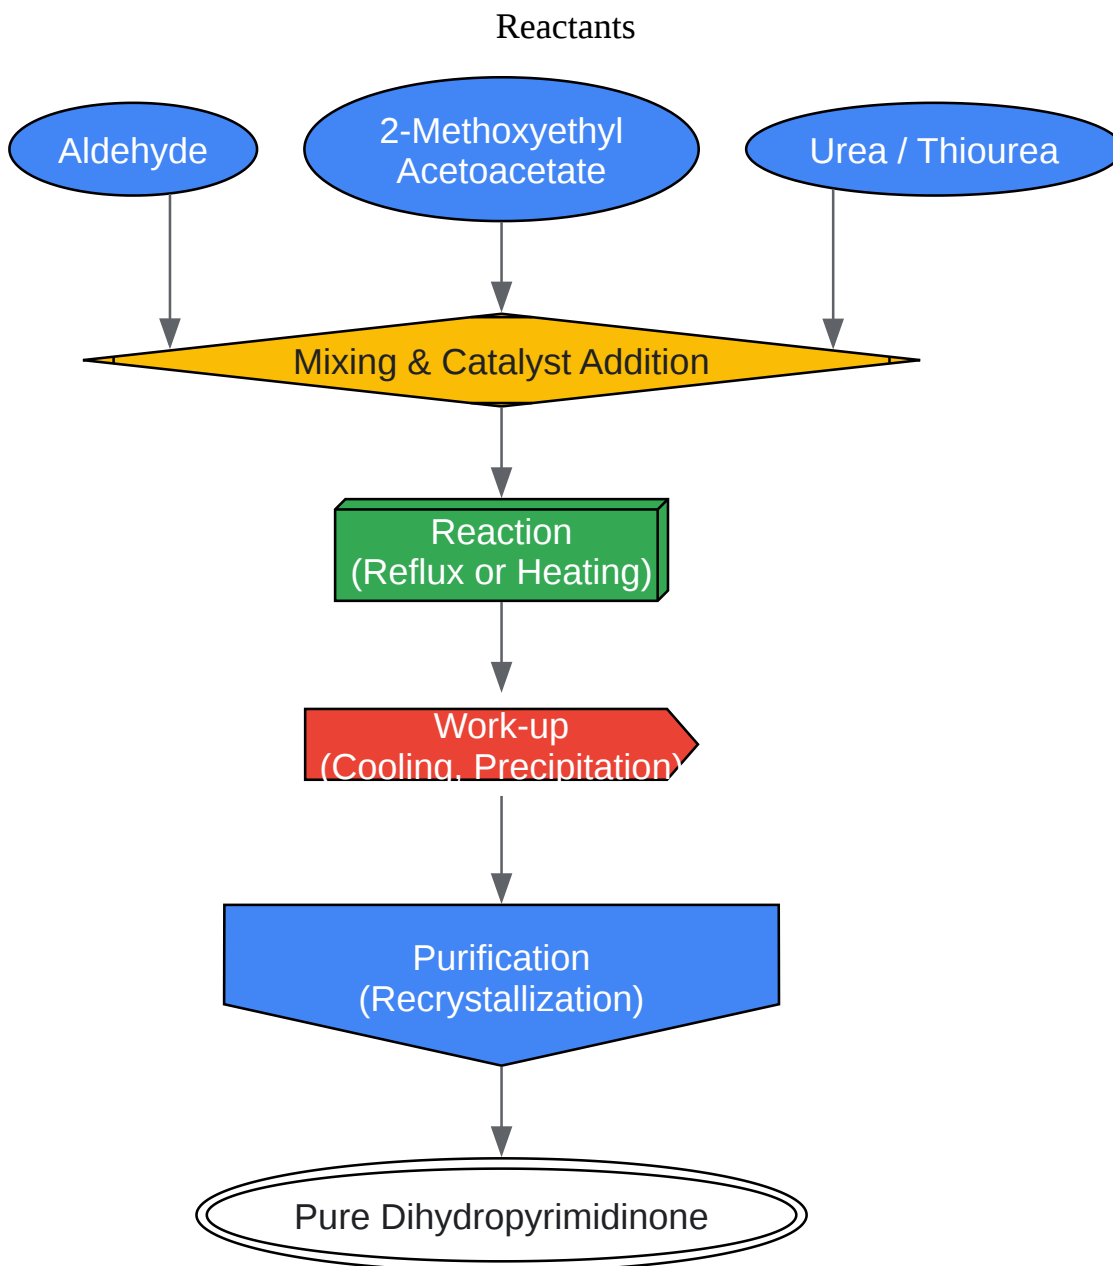 Reactants
Aldehyde
2-Methoxyethyl
Acetoacetate
Urea / Thiourea
Mixing & Catalyst Addition
Reaction
(Reflux or Heating)
Work-up
(Cooling, Precipitation)
Purification
(Recrystallization)
Pure Dihydropyrimidinone